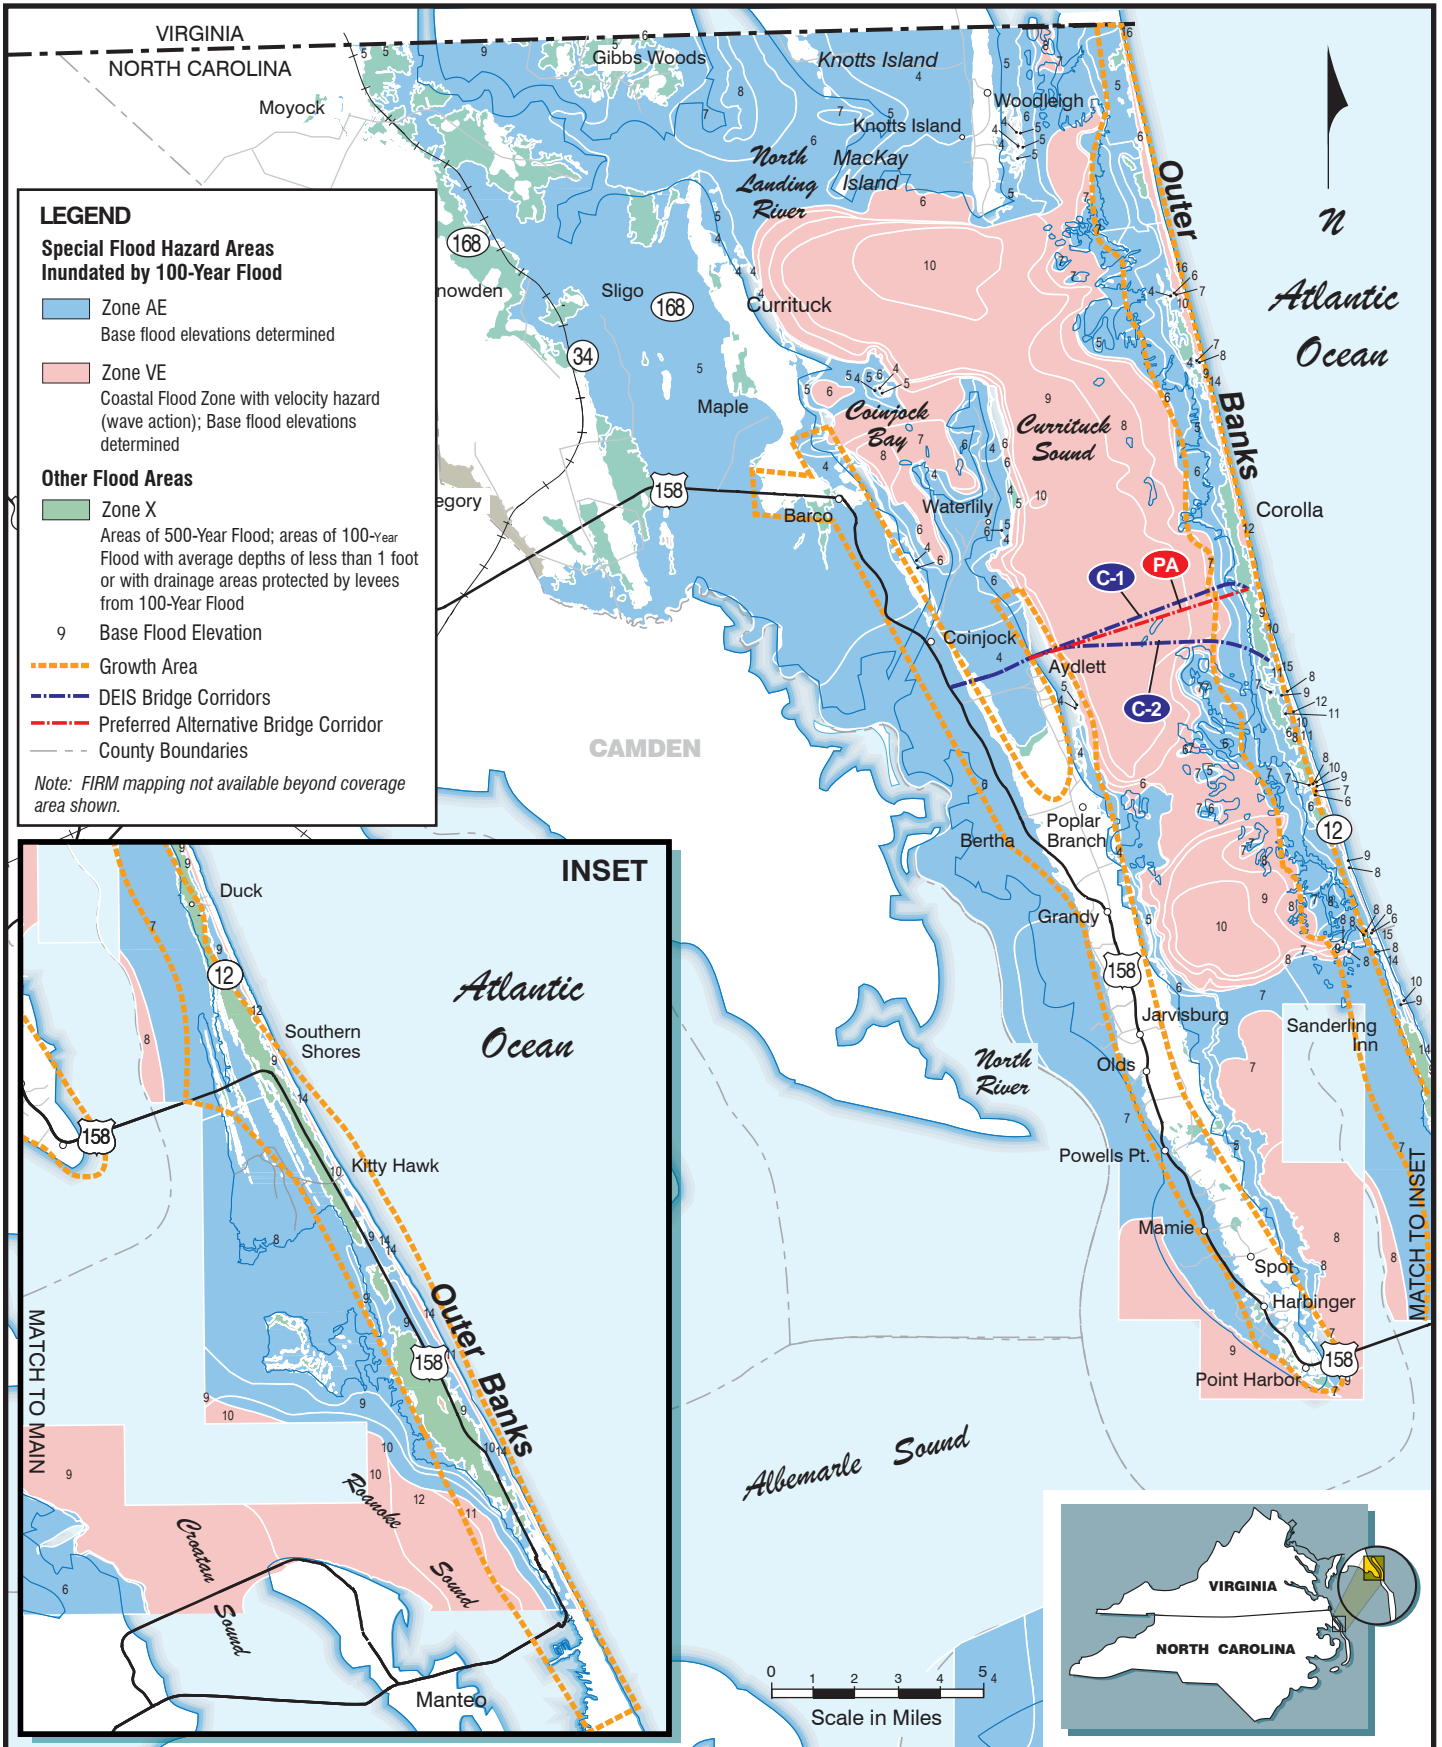 VIRGINIA
NORTH CAROLINA
Moyock
Gibbs Woods
Knotts Island
Woodleigh
Knotts Island
North
Landing
River
MacKay
Island
Outer
Banks
N
Atlantic
Ocean
LEGEND
Special Flood Hazard Areas
Inundated by 100-Year Flood
Zone AE
Base flood elevations determined
Zone VE
Coastal Flood Zone with velocity hazard
(wave action); Base flood elevations
determined
Other Flood Areas
Zone X
Areas of 500-Year Flood; areas of 100-Year
Flood with average depths of less than 1 foot
or with drainage areas protected by levees
from 100-Year Flood
9 Base Flood Elevation
Growth Area
DEIS Bridge Corridors
Preferred Alternative Bridge Corridor
County Boundaries
Note: FIRM mapping not available beyond coverage
area shown.
168
nowden
Sligo
168
Currituck
34
Maple
Coinjock
Bay
Currituck
Sound
158
egory
Barco
Waterlily
Corolla
C-1
PA
Coinjock
Aydlett
C-2
CAMDEN
Poplar
Branch
Bertha
12
Grandy
158
Jarvisburg
Sanderling
Inn
Olds
North
River
Powells Pt.
Mamie
Spot
Harbinger
158
Point Harbor
MATCH TO INSET
Albemarle Sound
INSET
Duck
12
Atlantic
Ocean
Southern
Shores
158
Kitty Hawk
Outer Banks
158
MATCH TO MAIN
Roanoke
Sound
Croatan
Sound
Manteo
0 1 2 3 4 5
Scale in Miles
VIRGINIA
NORTH CAROLINA